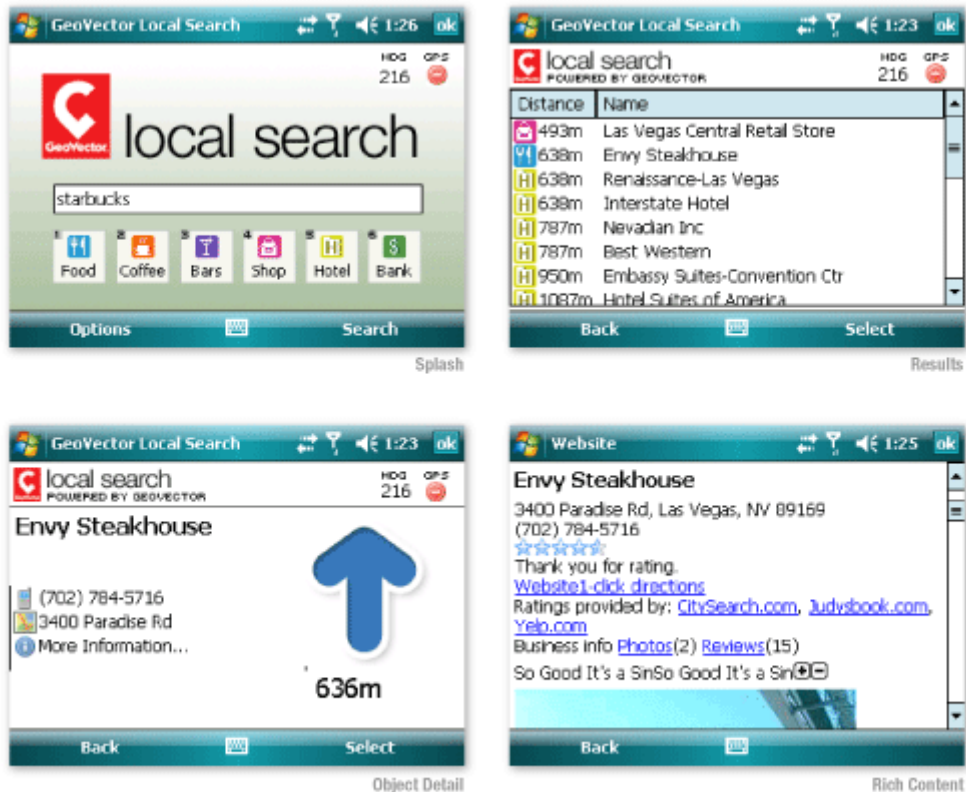 GeoVector Local Search 1:26 ok
HDG GPS
216
GeoVector
local search
starbucks
1 2 3 4 5 6
Food Coffee Bars Shop Hotel Bank
Options Search
Splash
GeoVector Local Search 1:23 ok
local search HDG GPS
POWERED BY GEOVECTOR 216
Distance Name
493m Las Vegas Central Retail Store
638m Envy Steakhouse
638m Renaissance-Las Vegas
638m Interstate Hotel
787m Nevadian Inc
787m Best Western
950m Embassy Suites-Convention Ctr
1087m Hotel Suites of America
Back Select
Results
GeoVector Local Search 1:23 ok
local search HDG GPS
POWERED BY GEOVECTOR 216
Envy Steakhouse
(702) 784-5716
3400 Paradise Rd
More Information...
636m
Back Select
Object Detail
Website 1:25 ok
Envy Steakhouse
3400 Paradise Rd, Las Vegas, NV 89169
(702) 784-5716
Thank you for rating.
Website1-click directions
Ratings provided by: CitySearch.com, Judysbook.com,
Yelp.com
Business info Photos(2) Reviews(15)
So Good It's a SinSo Good It's a Sin
Back
Rich Content